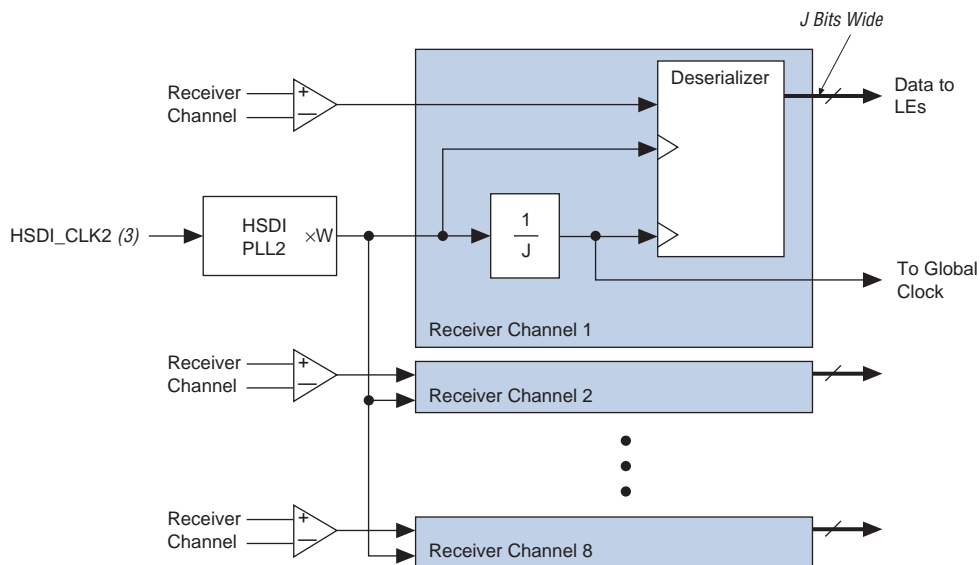 J Bits Wide
Receiver
Channel
+
—
Deserializer
Data to
LEs
HSDI_CLK2 (3)
HSDI
PLL2
×W
1
J
To Global
Clock
Receiver Channel 1
Receiver
Channel
+
—
Receiver Channel 2
Receiver
Channel
+
—
Receiver Channel 8